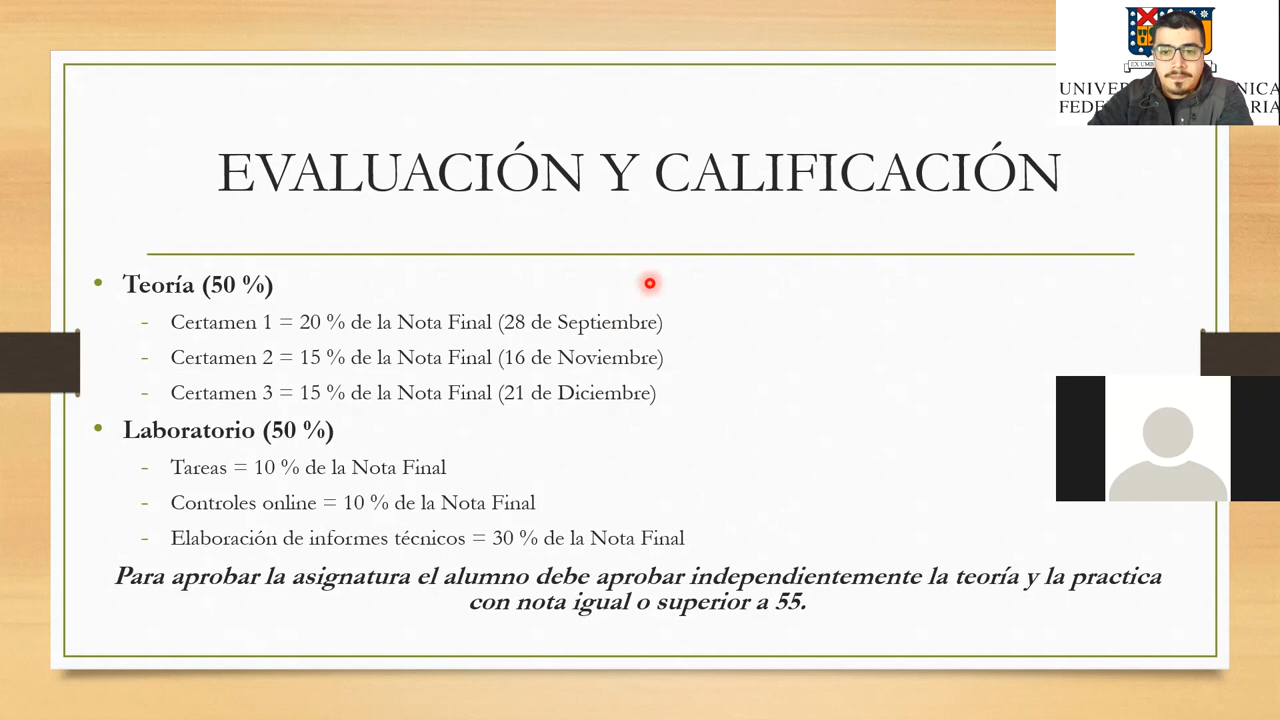 EVALUACIÓN Y CALIFICACIÓN
• Teoría (50 %)
- Certamen 1 = 20 % de la Nota Final (28 de Septiembre)
- Certamen 2 = 15 % de la Nota Final (16 de Noviembre)
- Certamen 3 = 15 % de la Nota Final (21 de Diciembre)
• Laboratorio (50 %)
- Tareas = 10 % de la Nota Final
- Controles online = 10 % de la Nota Final
- Elaboración de informes técnicos = 30 % de la Nota Final
Para aprobar la asignatura el alumno debe aprobar independientemente la teoría y la practica
con nota igual o superior a 55.